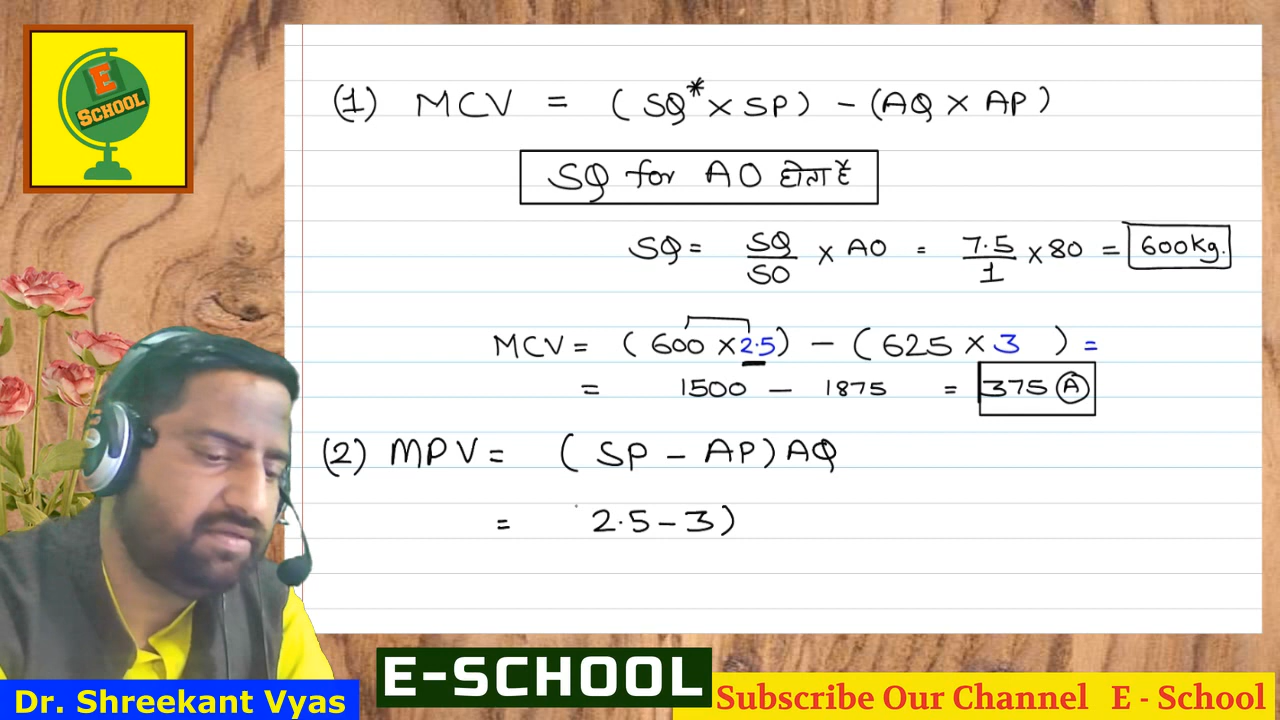 E
SCHOOL
(1) MCV = (SQ* × SP) - (AQ × AP)
SQ for AO होता है
SQ = SQ/SO × AO = 7.5/1 × 80 = 600kg.
MCV = (600 × 2.5) - (625 × 3 ) =
= 1500 - 1875 = 375 A
(2) MPV = (SP - AP) AQ
= 2.5 - 3)
E-SCHOOL
Dr. Shreekant Vyas
Subscribe Our Channel E - School